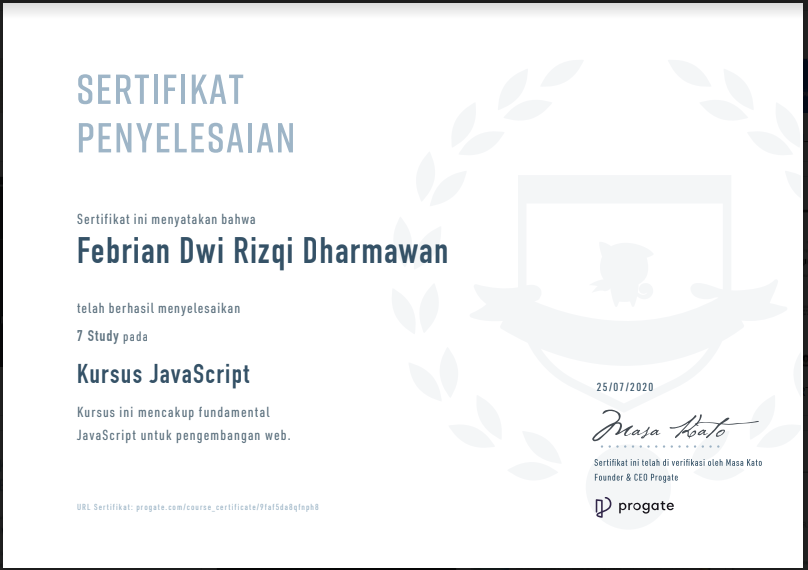 SERTIFIKAT
PENYELESAIAN
Sertifikat ini menyatakan bahwa
Febrian Dwi Rizqi Dharmawan
telah berhasil menyelesaikan
7 Study pada
Kursus JavaScript
Kursus ini mencakup fundamental
JavaScript untuk pengembangan web.
25/07/2020
Masa Kato
Sertifikat ini telah di verifikasi oleh Masa Kato
Founder & CEO Progate
progate
URL Sertifikat: progate.com/course_certificate/